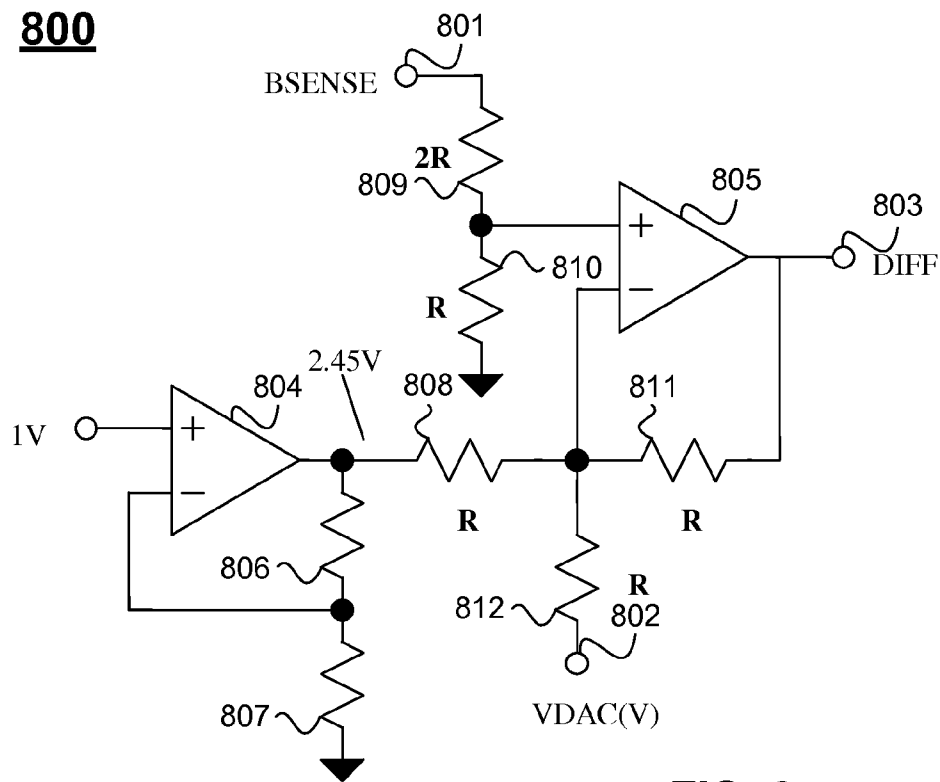 800
801
BSENSE
2R
809
805
803
DIFF
810
R
2.45V
804
808
811
1V
R
R
806
R
812
802
807
VDAC(V)